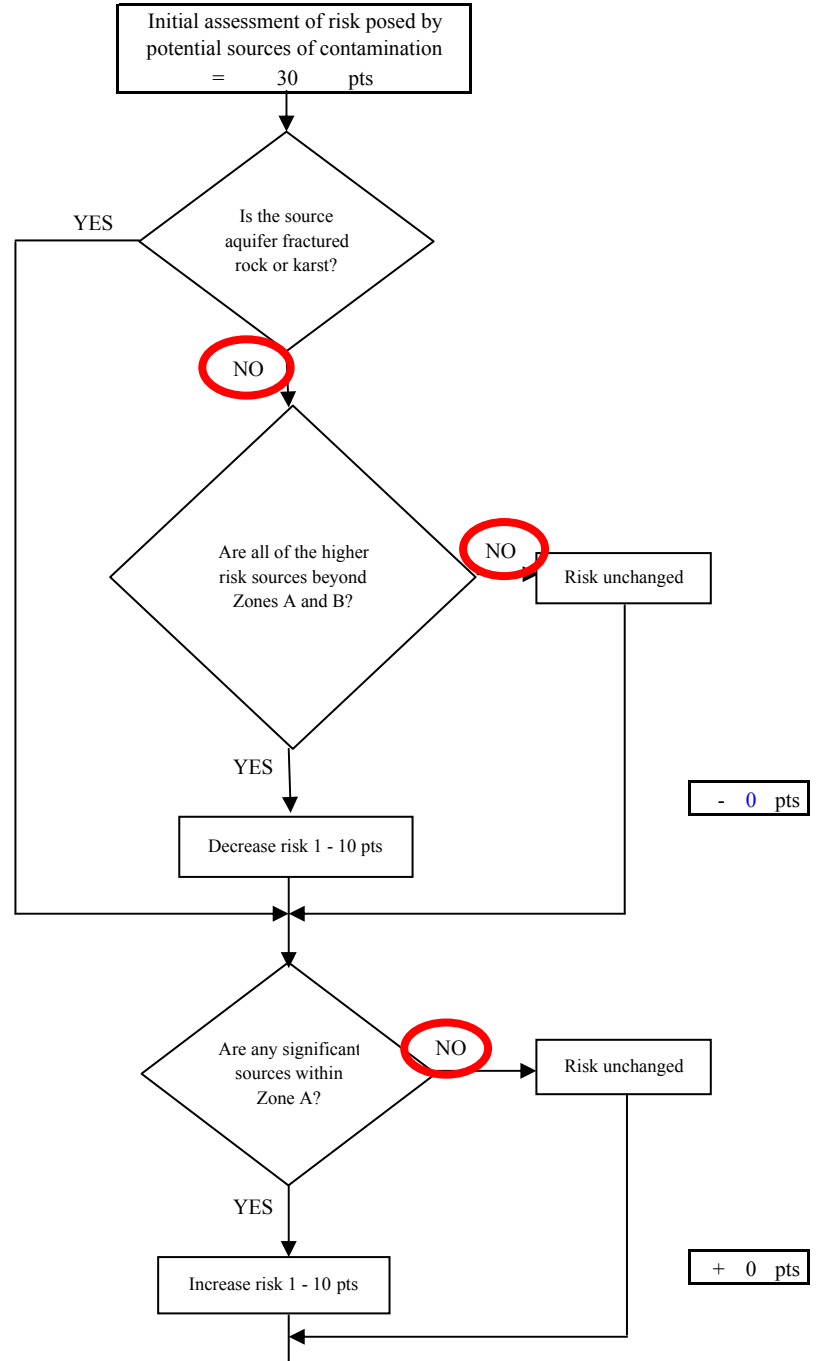 Initial assessment of risk posed by
potential sources of contamination
= 30 pts
YES
Is the source
aquifer fractured
rock or karst?
NO
Are all of the higher
risk sources beyond
Zones A and B?
NO
Risk unchanged
YES
- 0 pts
Decrease risk 1 - 10 pts
Are any significant
sources within
Zone A?
NO
Risk unchanged
YES
+ 0 pts
Increase risk 1 - 10 pts